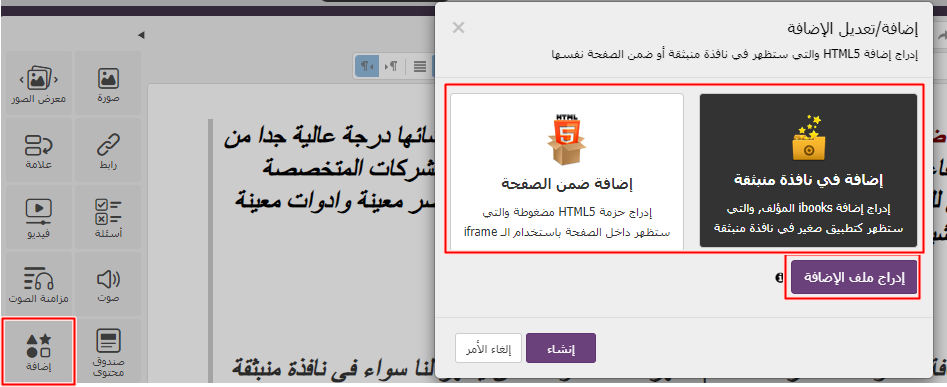 إضافة/تعديل الإضافة
إدراج إضافة HTML5 والتي ستظهر في نافذة منبثقة أو ضمن الصفحة نفسها
إضافة في نافذة منبثقة
إدراج إضافة ibooks المؤلف, والتي
ستظهر كتطبيق صغير في نافذة منبثقة
HTML
5
إضافة ضمن الصفحة
إدراج حزمة HTML5 مضغوطة والتي
ستظهر داخل الصفحة باستخدام الـ iframe
إدراج ملف الإضافة
إنشاء
إلغاء الأمر
درجة عالية جدا من
المتخصصة
معينة وادوات معينة
لنا سواء في نافذة منبثقة
صورة
معرض الصور
رابط
علامة
أسئلة
فيديو
صوت
مزامنة الصوت
صندوق
محتوى
إضافة